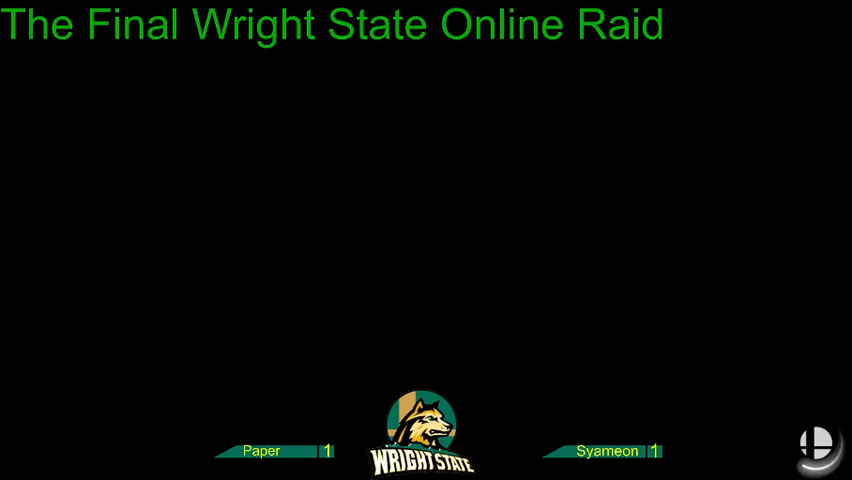 The Final Wright State Online Raid
Paper 1
WRIGHT STATE
Syameon 1